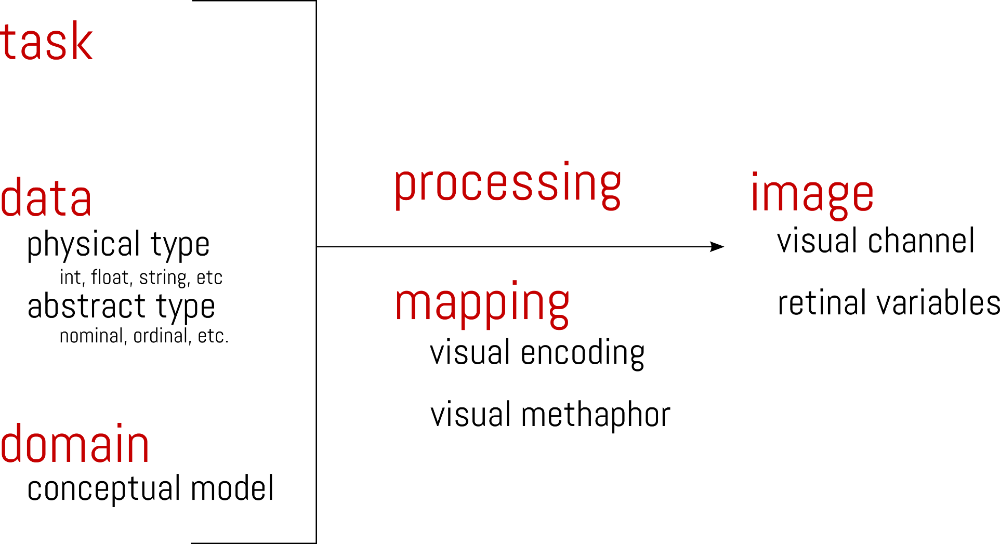 task
data
physical type
int, float, string, etc
abstract type
nominal, ordinal, etc.
domain
conceptual model
processing
mapping
visual encoding
visual methaphor
image
visual channel
retinal variables